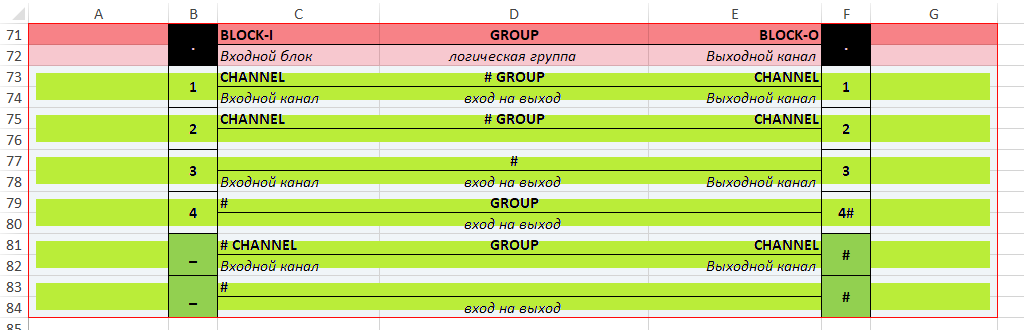 A B C D E F G
71 . BLOCK-I GROUP BLOCK-O .
72 Входной блок логическая группа Выходной канал
73 1 CHANNEL # GROUP CHANNEL 1
74 Входной канал вход на выход Выходной канал
75 2 CHANNEL # GROUP CHANNEL 2
76
77 3 # 3
78 Входной канал вход на выход Выходной канал
79 4 # GROUP 4#
80 вход на выход
81 _ # CHANNEL GROUP CHANNEL #
82 Входной канал Выходной канал
83 _ # #
84 вход на выход
85